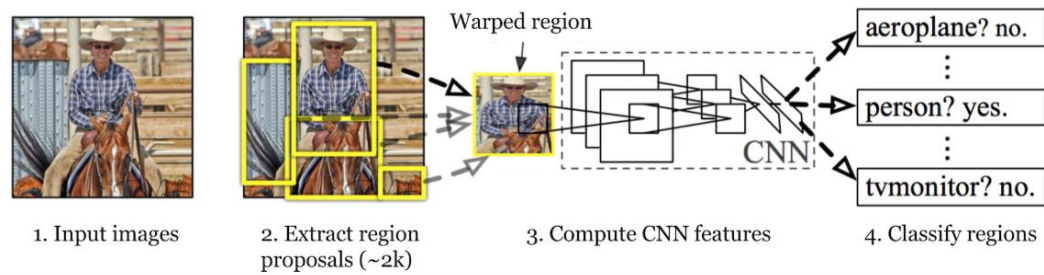 Warped region
aeroplane? no.
person? yes.
tvmonitor? no.
CNN
1. Input images
2. Extract region
proposals (~2k)
3. Compute CNN features
4. Classify regions